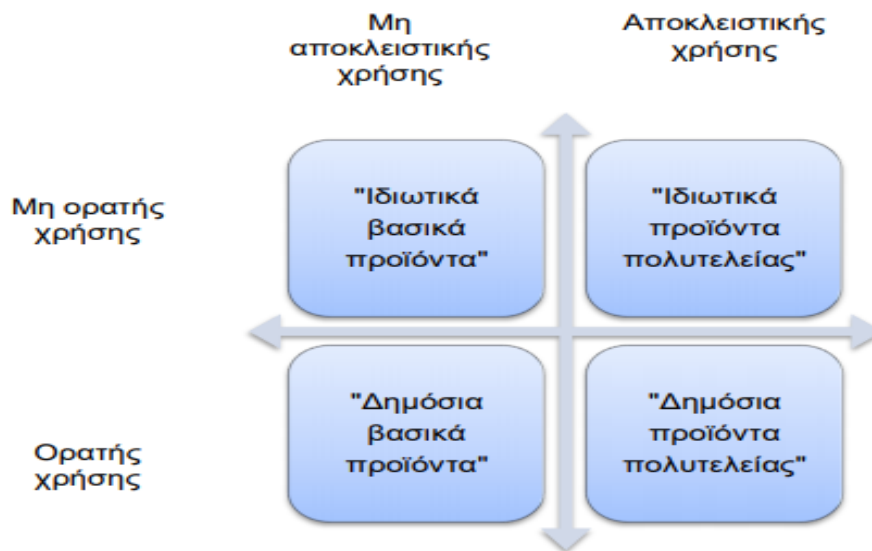 Μη
αποκλειστικής
χρήσης
Αποκλειστικής
χρήσης
Μη ορατής
χρήσης
"Ιδιωτικά
βασικά
προϊόντα"
"Ιδιωτικά
προϊόντα
πολυτελείας"
Ορατής
χρήσης
"Δημόσια
βασικά
προϊόντα"
"Δημόσια
προϊόντα
πολυτελείας"